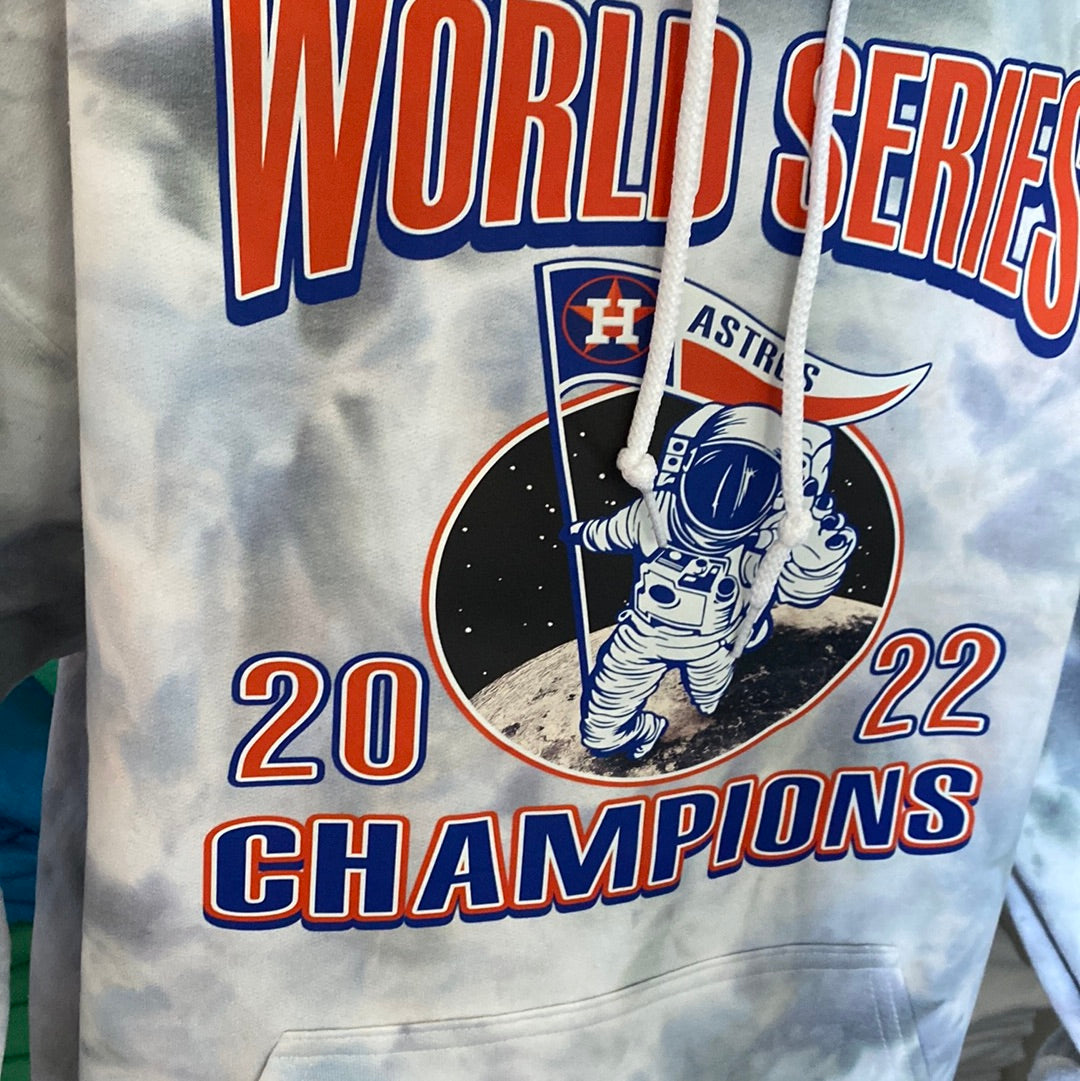 WORLD SERIES
H
ASTROS
20 22
CHAMPIONS